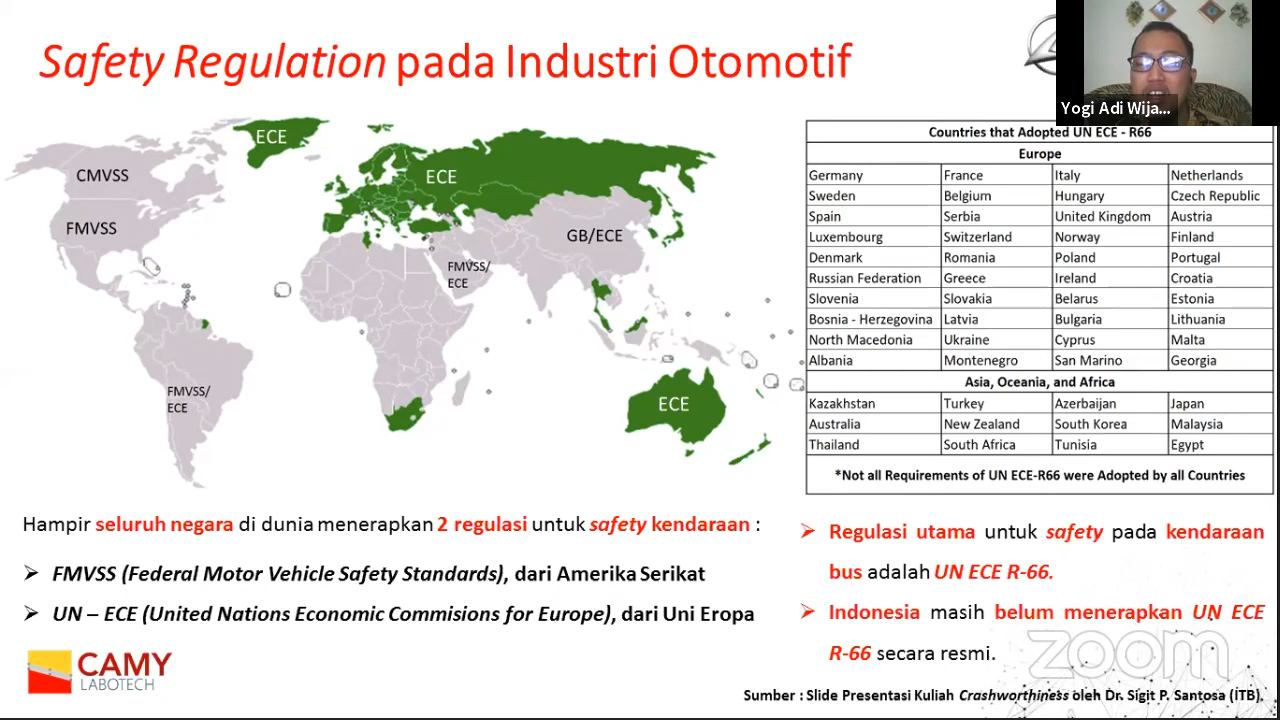 Safety Regulation pada Industri Otomotif
Yogi Adi Wija...
ECE
CMVSS
ECE
FMVSS
GB/ECE
FMVSS/
ECE
FMVSS/
ECE
ECE
Countries that Adopted UN ECE - R66
Europe
Germany France Italy Netherlands
Sweden Belgium Hungary Czech Republic
Spain Serbia United Kingdom Austria
Luxembourg Switzerland Norway Finland
Denmark Romania Poland Portugal
Russian Federation Greece Ireland Croatia
Slovenia Slovakia Belarus Estonia
Bosnia - Herzegovina Latvia Bulgaria Lithuania
North Macedonia Ukraine Cyprus Malta
Albania Montenegro San Marino Georgia
Asia, Oceania, and Africa
Kazakhstan Turkey Azerbaijan Japan
Australia New Zealand South Korea Malaysia
Thailand South Africa Tunisia Egypt
*Not all Requirements of UN ECE-R66 were Adopted by all Countries
Hampir seluruh negara di dunia menerapkan 2 regulasi untuk safety kendaraan :
➢ FMVSS (Federal Motor Vehicle Safety Standards), dari Amerika Serikat
➢ UN – ECE (United Nations Economic Commisions for Europe), dari Uni Eropa
➢ Regulasi utama untuk safety pada kendaraan
bus adalah UN ECE R-66.
➢ Indonesia masih belum menerapkan UN ECE
R-66 secara resmi.
CAMY
LABOTECH
zoom
Sumber : Slide Presentasi Kuliah Crashworthiness oleh Dr. Sigit P. Santosa (ITB).